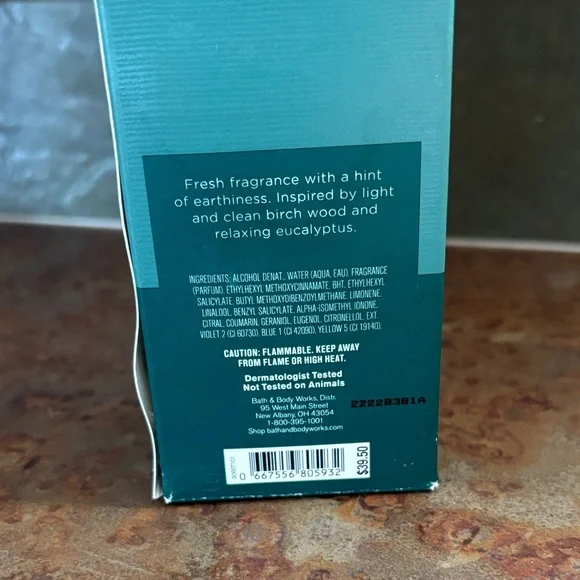 Fresh fragrance with a hint
of earthiness. Inspired by light
and clean birch wood and
relaxing eucalyptus.
INGREDIENTS: ALCOHOL DENAT., WATER (AQUA, EAU), FRAGRANCE
(PARFUM), ETHYLHEXYL METHOXYCINNAMATE, BHT, ETHYLHEXYL
SALICYLATE, BUTYL METHOXYDIBENZOYLMETHANE, LIMONENE,
LINALOOL, BENZYL SALICYLATE, ALPHA-ISOMETHYL IONONE,
CITRAL, COUMARIN, GERANIOL, EUGENOL, CITRONELLOL, EXT.
VIOLET 2 (CI 60730), BLUE 1 (CI 42090), YELLOW 5 (CI 19140).
CAUTION: FLAMMABLE. KEEP AWAY
FROM FLAME OR HIGH HEAT.
Dermatologist Tested
Not Tested on Animals
Bath & Body Works, Distr.
95 West Main Street
New Albany, OH 43054
1-800-395-1001
Shop bathandbodyworks.com
22228381A
0 667556 805932
$39.50